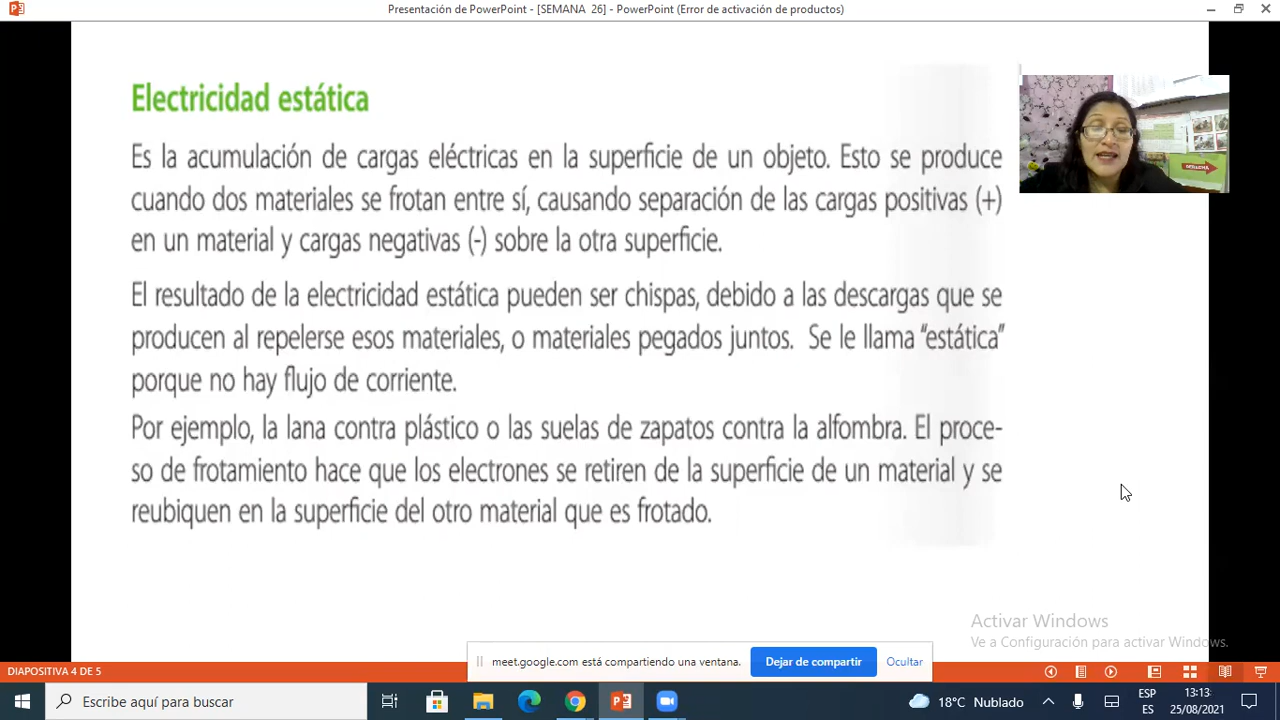 Presentación de PowerPoint - [SEMANA 26] - PowerPoint (Error de activación de productos)
Electricidad estática
Es la acumulación de cargas eléctricas en la superficie de un objeto. Esto se produce
cuando dos materiales se frotan entre sí, causando separación de las cargas positivas (+)
en un material y cargas negativas (-) sobre la otra superficie.
El resultado de la electricidad estática pueden ser chispas, debido a las descargas que se
producen al repelerse esos materiales, o materiales pegados juntos. Se le llama “estática”
porque no hay flujo de corriente.
Por ejemplo, la lana contra plástico o las suelas de zapatos contra la alfombra. El proce-
so de frotamiento hace que los electrones se retiren de la superficie de un material y se
reubiquen en la superficie del otro material que es frotado.
Activar Windows
Ve a Configuración para activar Windows.
meet.google.com está compartiendo una ventana.
Dejar de compartir
Ocultar
DIAPOSITIVA 4 DE 5
Escribe aquí para buscar
18°C Nublado
ESP
ES
13:13
25/08/2021